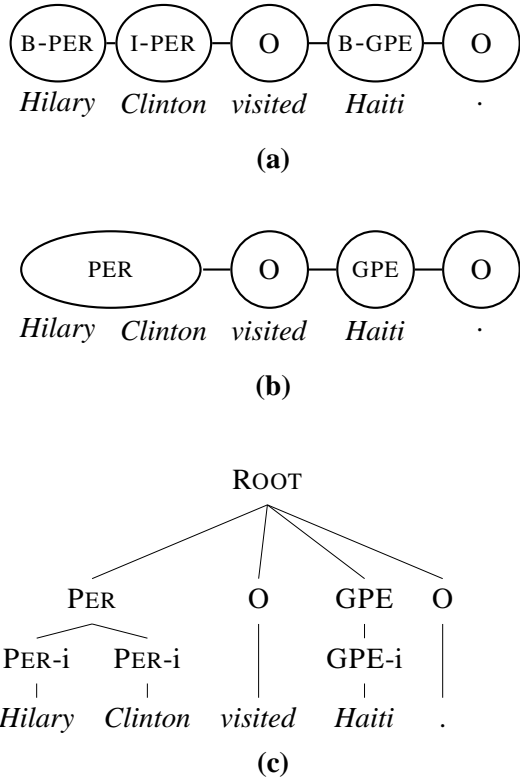 B-PER I-PER O B-GPE O
Hilary Clinton visited Haiti .
(a)
PER O GPE O
Hilary Clinton visited Haiti .
(b)
ROOT
PER O GPE O
PER-i PER-i GPE-i
Hilary Clinton visited Haiti .
(c)